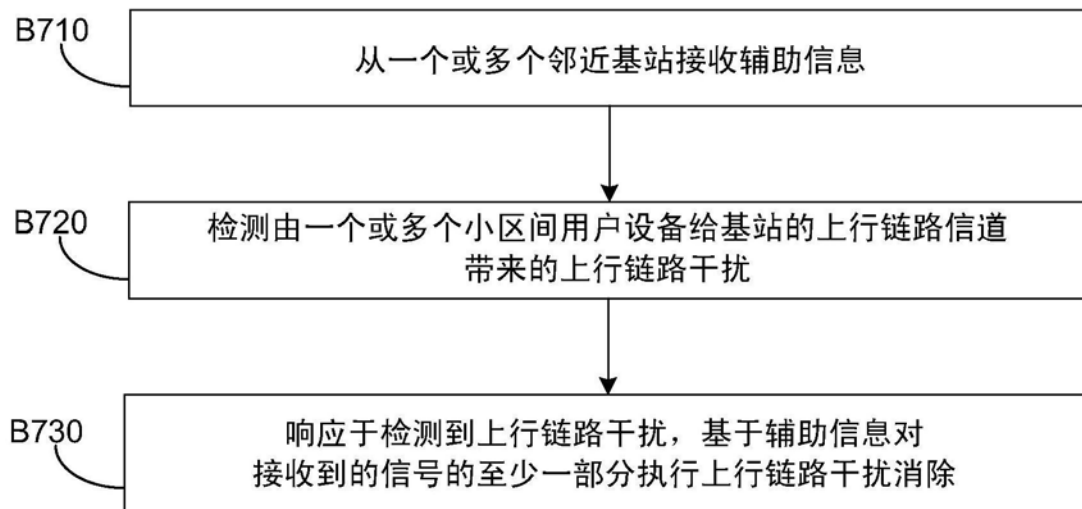 B710
从一个或多个邻近基站接收辅助信息
B720
检测由一个或多个小区间用户设备给基站的上行链路信道
带来的上行链路干扰
B730
响应于检测到上行链路干扰，基于辅助信息对
接收到的信号的至少一部分执行上行链路干扰消除